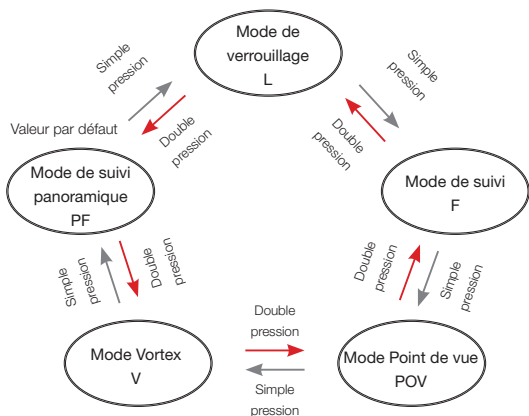 Mode de
verrouillage
L
Simple
pression
Simple
pression
Double
pression
Double
pression
Valeur par défaut
Mode de suivi
panoramique
PF
Mode de suivi
F
Simple
pression
Double
pression
Double
pression
Simple
pression
Mode Vortex
V
Double
pression
Simple
pression
Mode Point de vue
POV